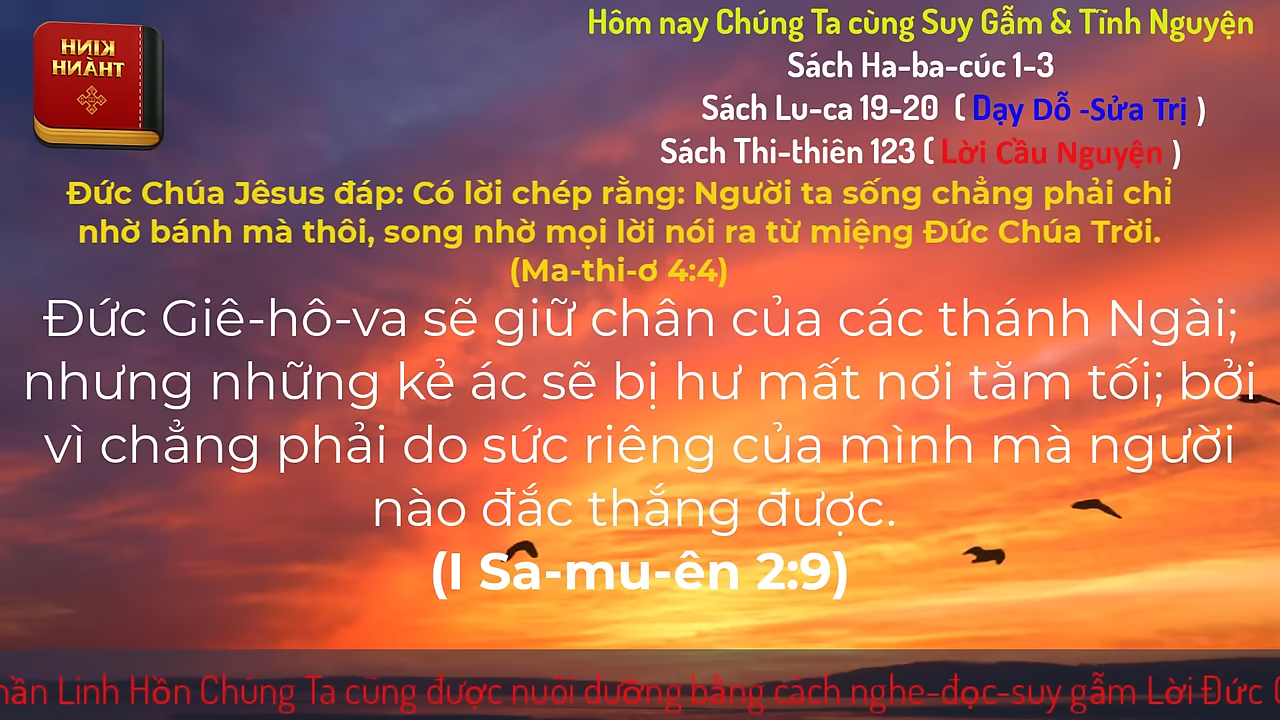 KINH
THÀNH
Hôm nay Chúng Ta cùng Suy Gẫm & Tĩnh Nguyện
Sách Ha-ba-cúc 1-3
Sách Lu-ca 19-20 ( Dạy Dỗ -Sửa Trị )
Sách Thi-thiên 123 ( Lời Cầu Nguyện )
Đức Chúa Jêsus đáp: Có lời chép rằng: Người ta sống chẳng phải chỉ
nhờ bánh mà thôi, song nhờ mọi lời nói ra từ miệng Đức Chúa Trời.
(Ma-thi-ơ 4:4)
Đức Giê-hô-va sẽ giữ chân của các thánh Ngài;
nhưng những kẻ ác sẽ bị hư mất nơi tăm tối; bởi
vì chẳng phải do sức riêng của mình mà người
nào đắc thắng được.
(I Sa-mu-ên 2:9)
Linh Hồn Chúng Ta cũng được nuôi dưỡng bằng cách nghe-đọc-suy gẫm Lời Đức